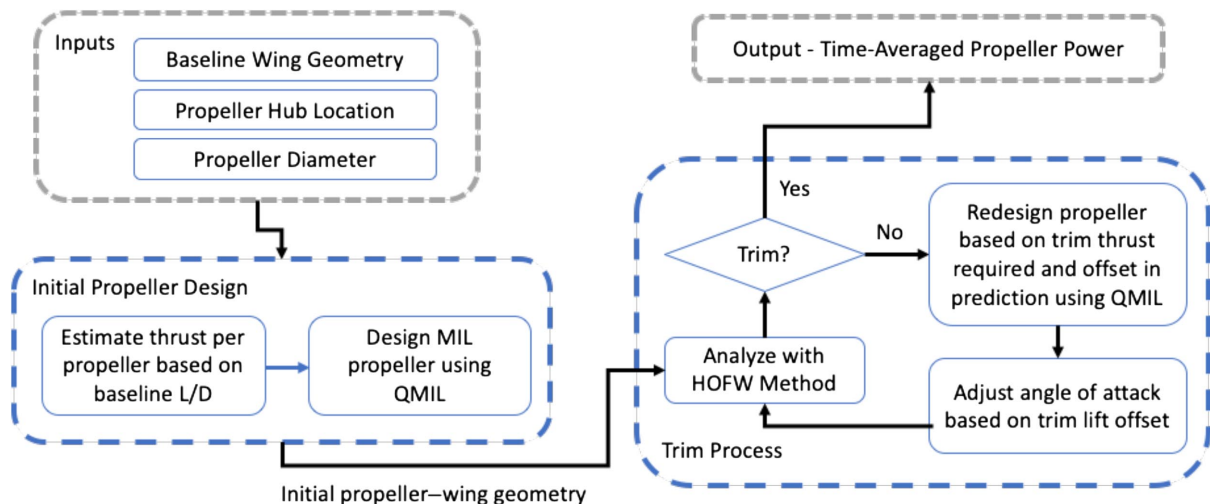 Inputs
Baseline Wing Geometry
Propeller Hub Location
Propeller Diameter
Initial Propeller Design
Estimate thrust per
propeller based on
baseline L/D
Design MIL
propeller using
QMIL
Initial propeller–wing geometry
Output - Time-Averaged Propeller Power
Yes
Trim?
No
Redesign propeller
based on trim thrust
required and offset in
prediction using QMIL
Analyze with
HOFW Method
Adjust angle of attack
based on trim lift offset
Trim Process